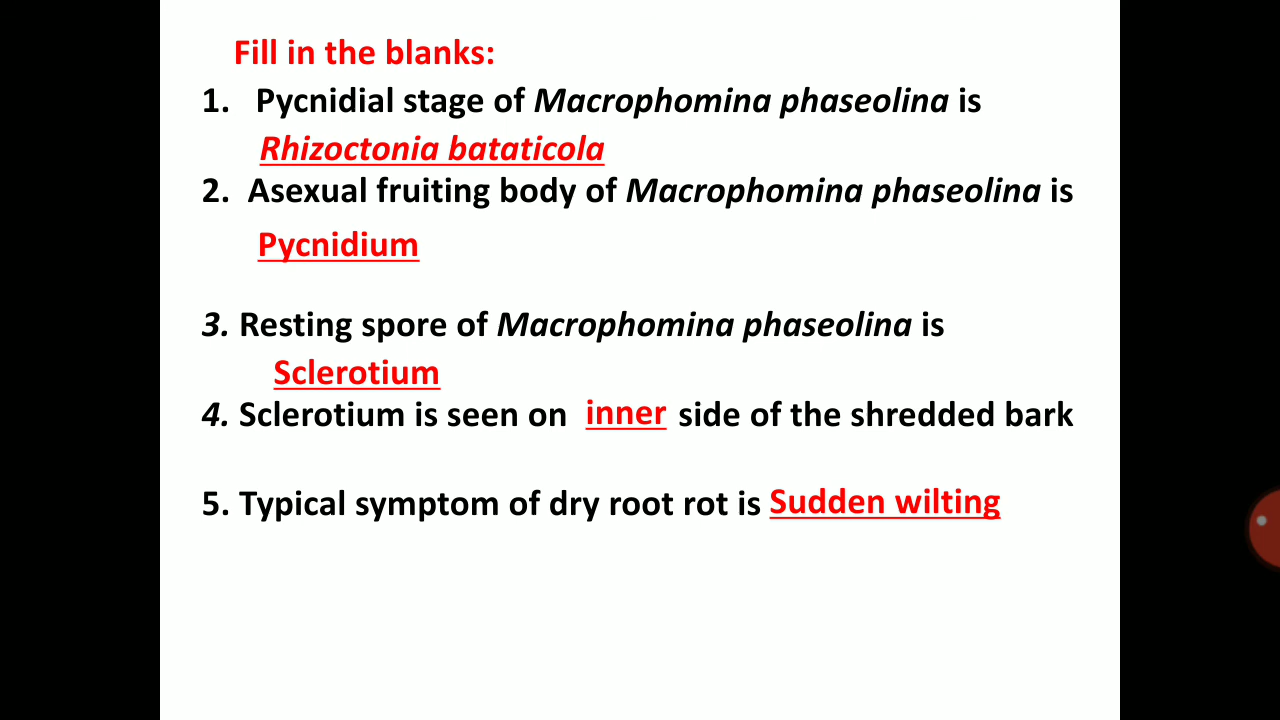 Fill in the blanks:
1. Pycnidial stage of Macrophomina phaseolina is
Rhizoctonia bataticola
2. Asexual fruiting body of Macrophomina phaseolina is
Pycnidium
3. Resting spore of Macrophomina phaseolina is
Sclerotium
4. Sclerotium is seen on inner side of the shredded bark
5. Typical symptom of dry root rot is Sudden wilting